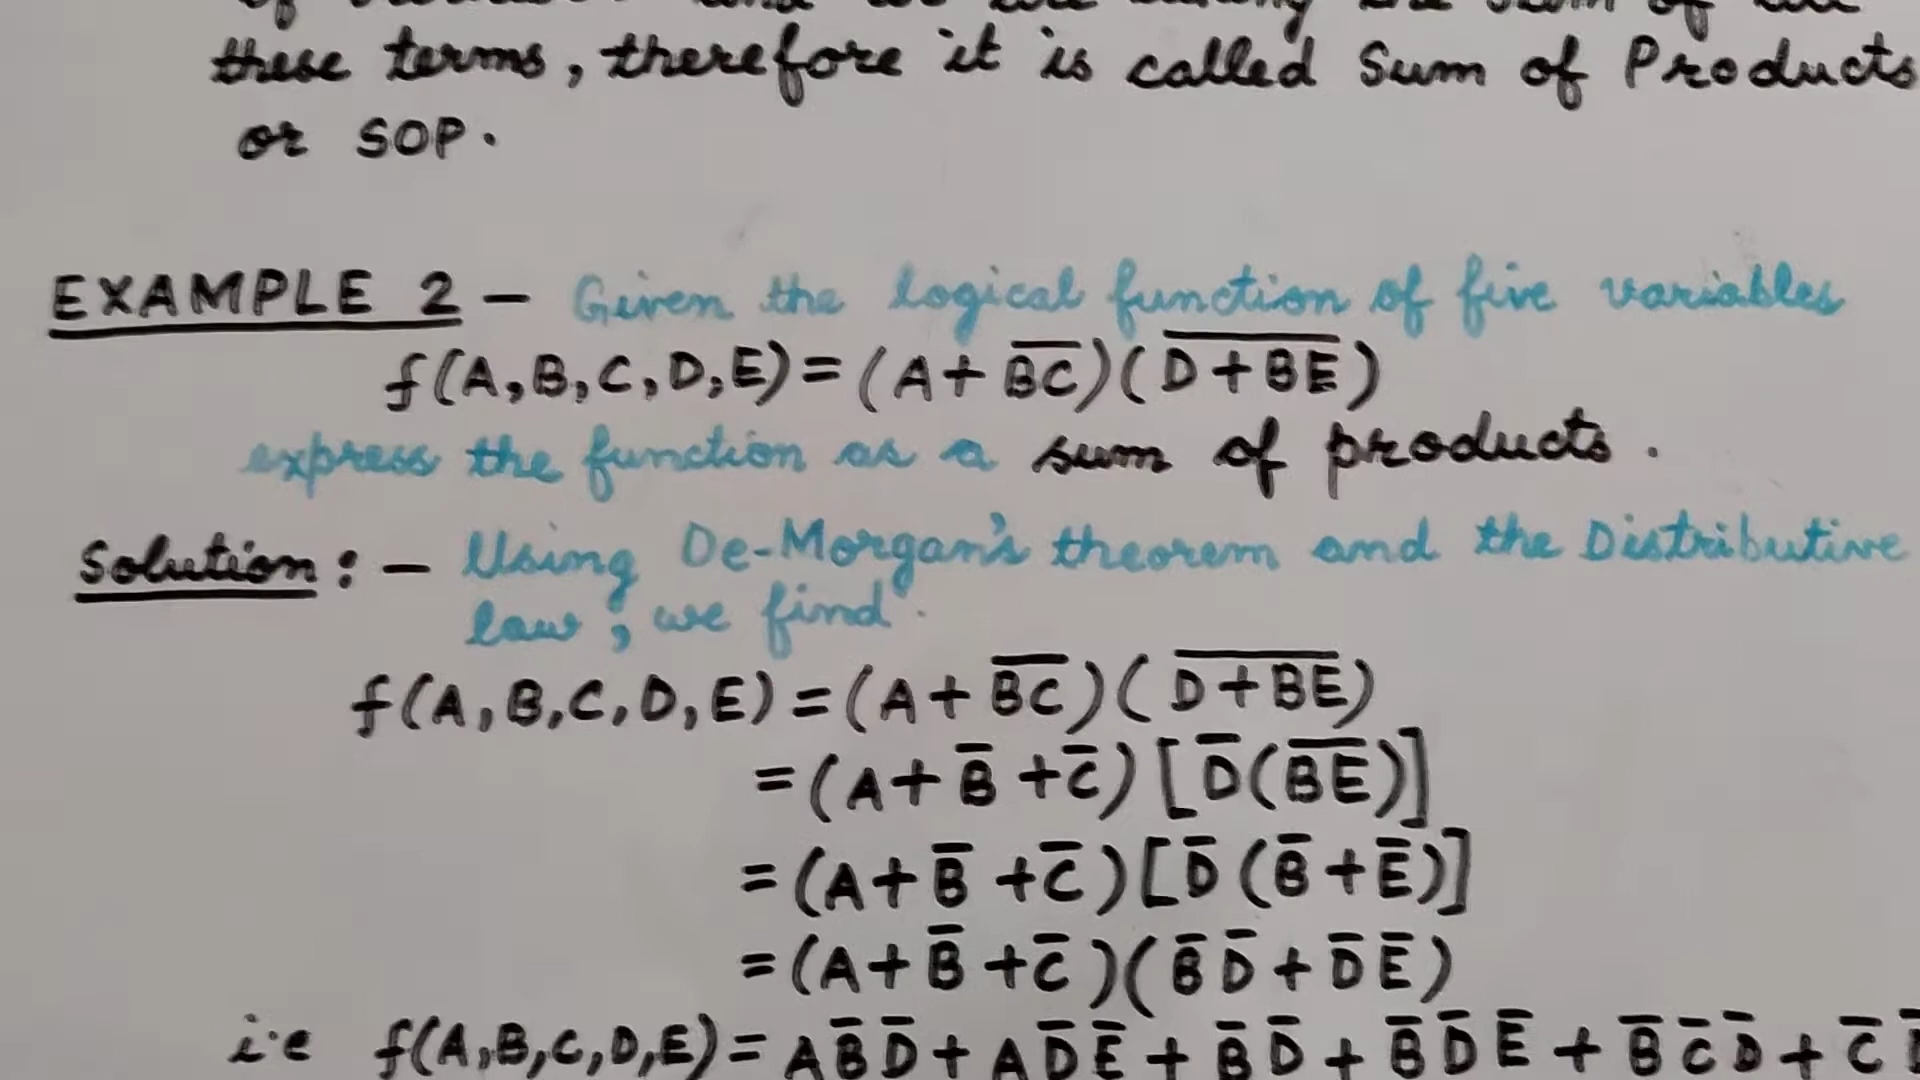 these terms, therefore it is called Sum of Products
or SOP.
EXAMPLE 2 - Given the logical function of five variables
f(A,B,C,D,E) = (A + B̅C̅)(D̅ ̅+̅ ̅B̅E̅)
express the function as a sum of products.
Solution :- Using De-Morgan's theorem and the Distributive
law, we find
f(A,B,C,D,E) = (A + B̅C̅)(D̅ ̅+̅ ̅B̅E̅)
= (A + B̅ + C̅)[D̅(B̅E̅)]
= (A + B̅ + C̅)[D̅(B̅ + E̅)]
= (A + B̅ + C̅)(B̅ D̅ + D̅ E̅)
i.e f(A,B,C,D,E) = A B̅ D̅ + A D̅ E̅ + B̅ D̅ + B̅ D̅ E̅ + B̅ C̅ D̅ + C̅